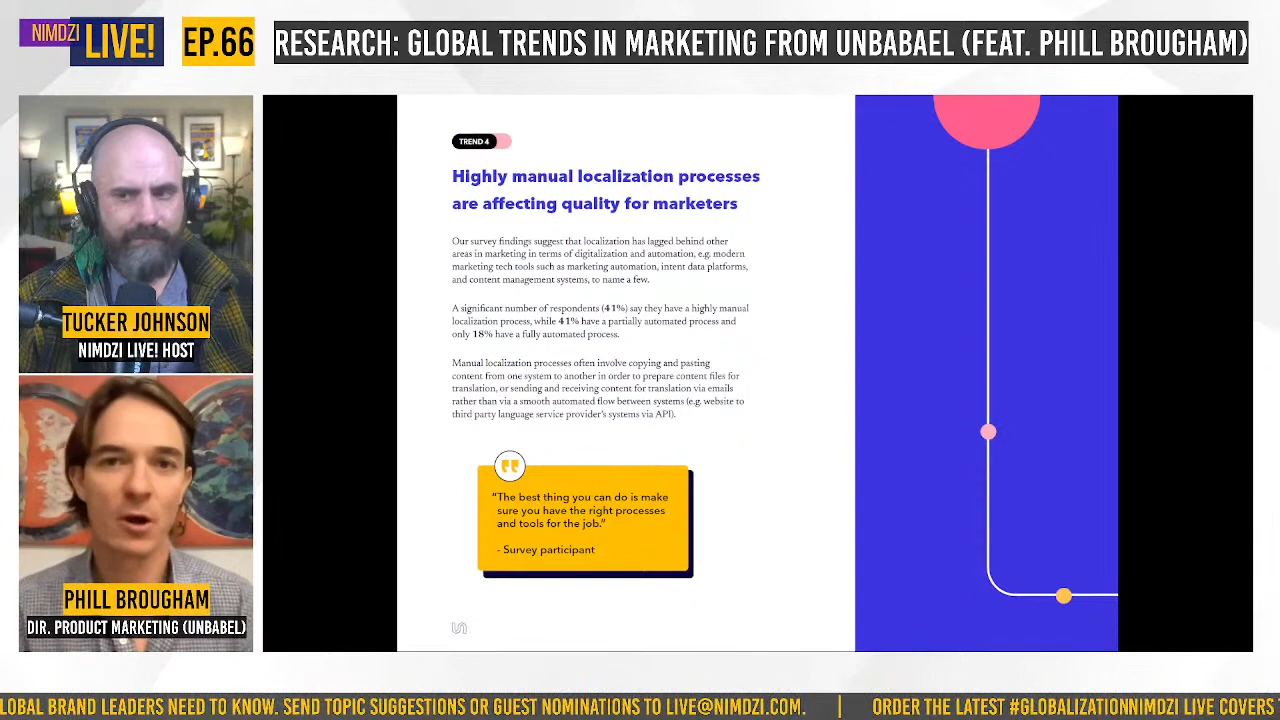 NIMDZI LIVE!
EP.66
RESEARCH: GLOBAL TRENDS IN MARKETING FROM UNBABAEL (FEAT. PHILL BROUGHAM)
TUCKER JOHNSON
NIMDZI LIVE! HOST
PHILL BROUGHAM
DIR. PRODUCT MARKETING (UNBABEL)
TREND 4
Highly manual localization processes
are affecting quality for marketers
Our survey findings suggest that localization has lagged behind other
areas in marketing in terms of digitalization and automation, e.g. modern
marketing tech tools such as marketing automation, intent data platforms,
and content management systems, to name a few.
A significant number of respondents (41%) say they have a highly manual
localization process, while 41% have a partially automated process and
only 18% have a fully automated process.
Manual localization processes often involve copying and pasting
content from one system to another in order to prepare content files for
translation, or sending and receiving content for translation via emails
rather than via a smooth automated flow between systems (e.g. website to
third party language service provider's systems via API).
“The best thing you can do is make
sure you have the right processes
and tools for the job.”
- Survey participant
LOBAL BRAND LEADERS NEED TO KNOW. SEND TOPIC SUGGESTIONS OR GUEST NOMINATIONS TO LIVE@NIMDZI.COM. | ORDER THE LATEST #GLOBALIZATIONNIMDZI LIVE COVERS